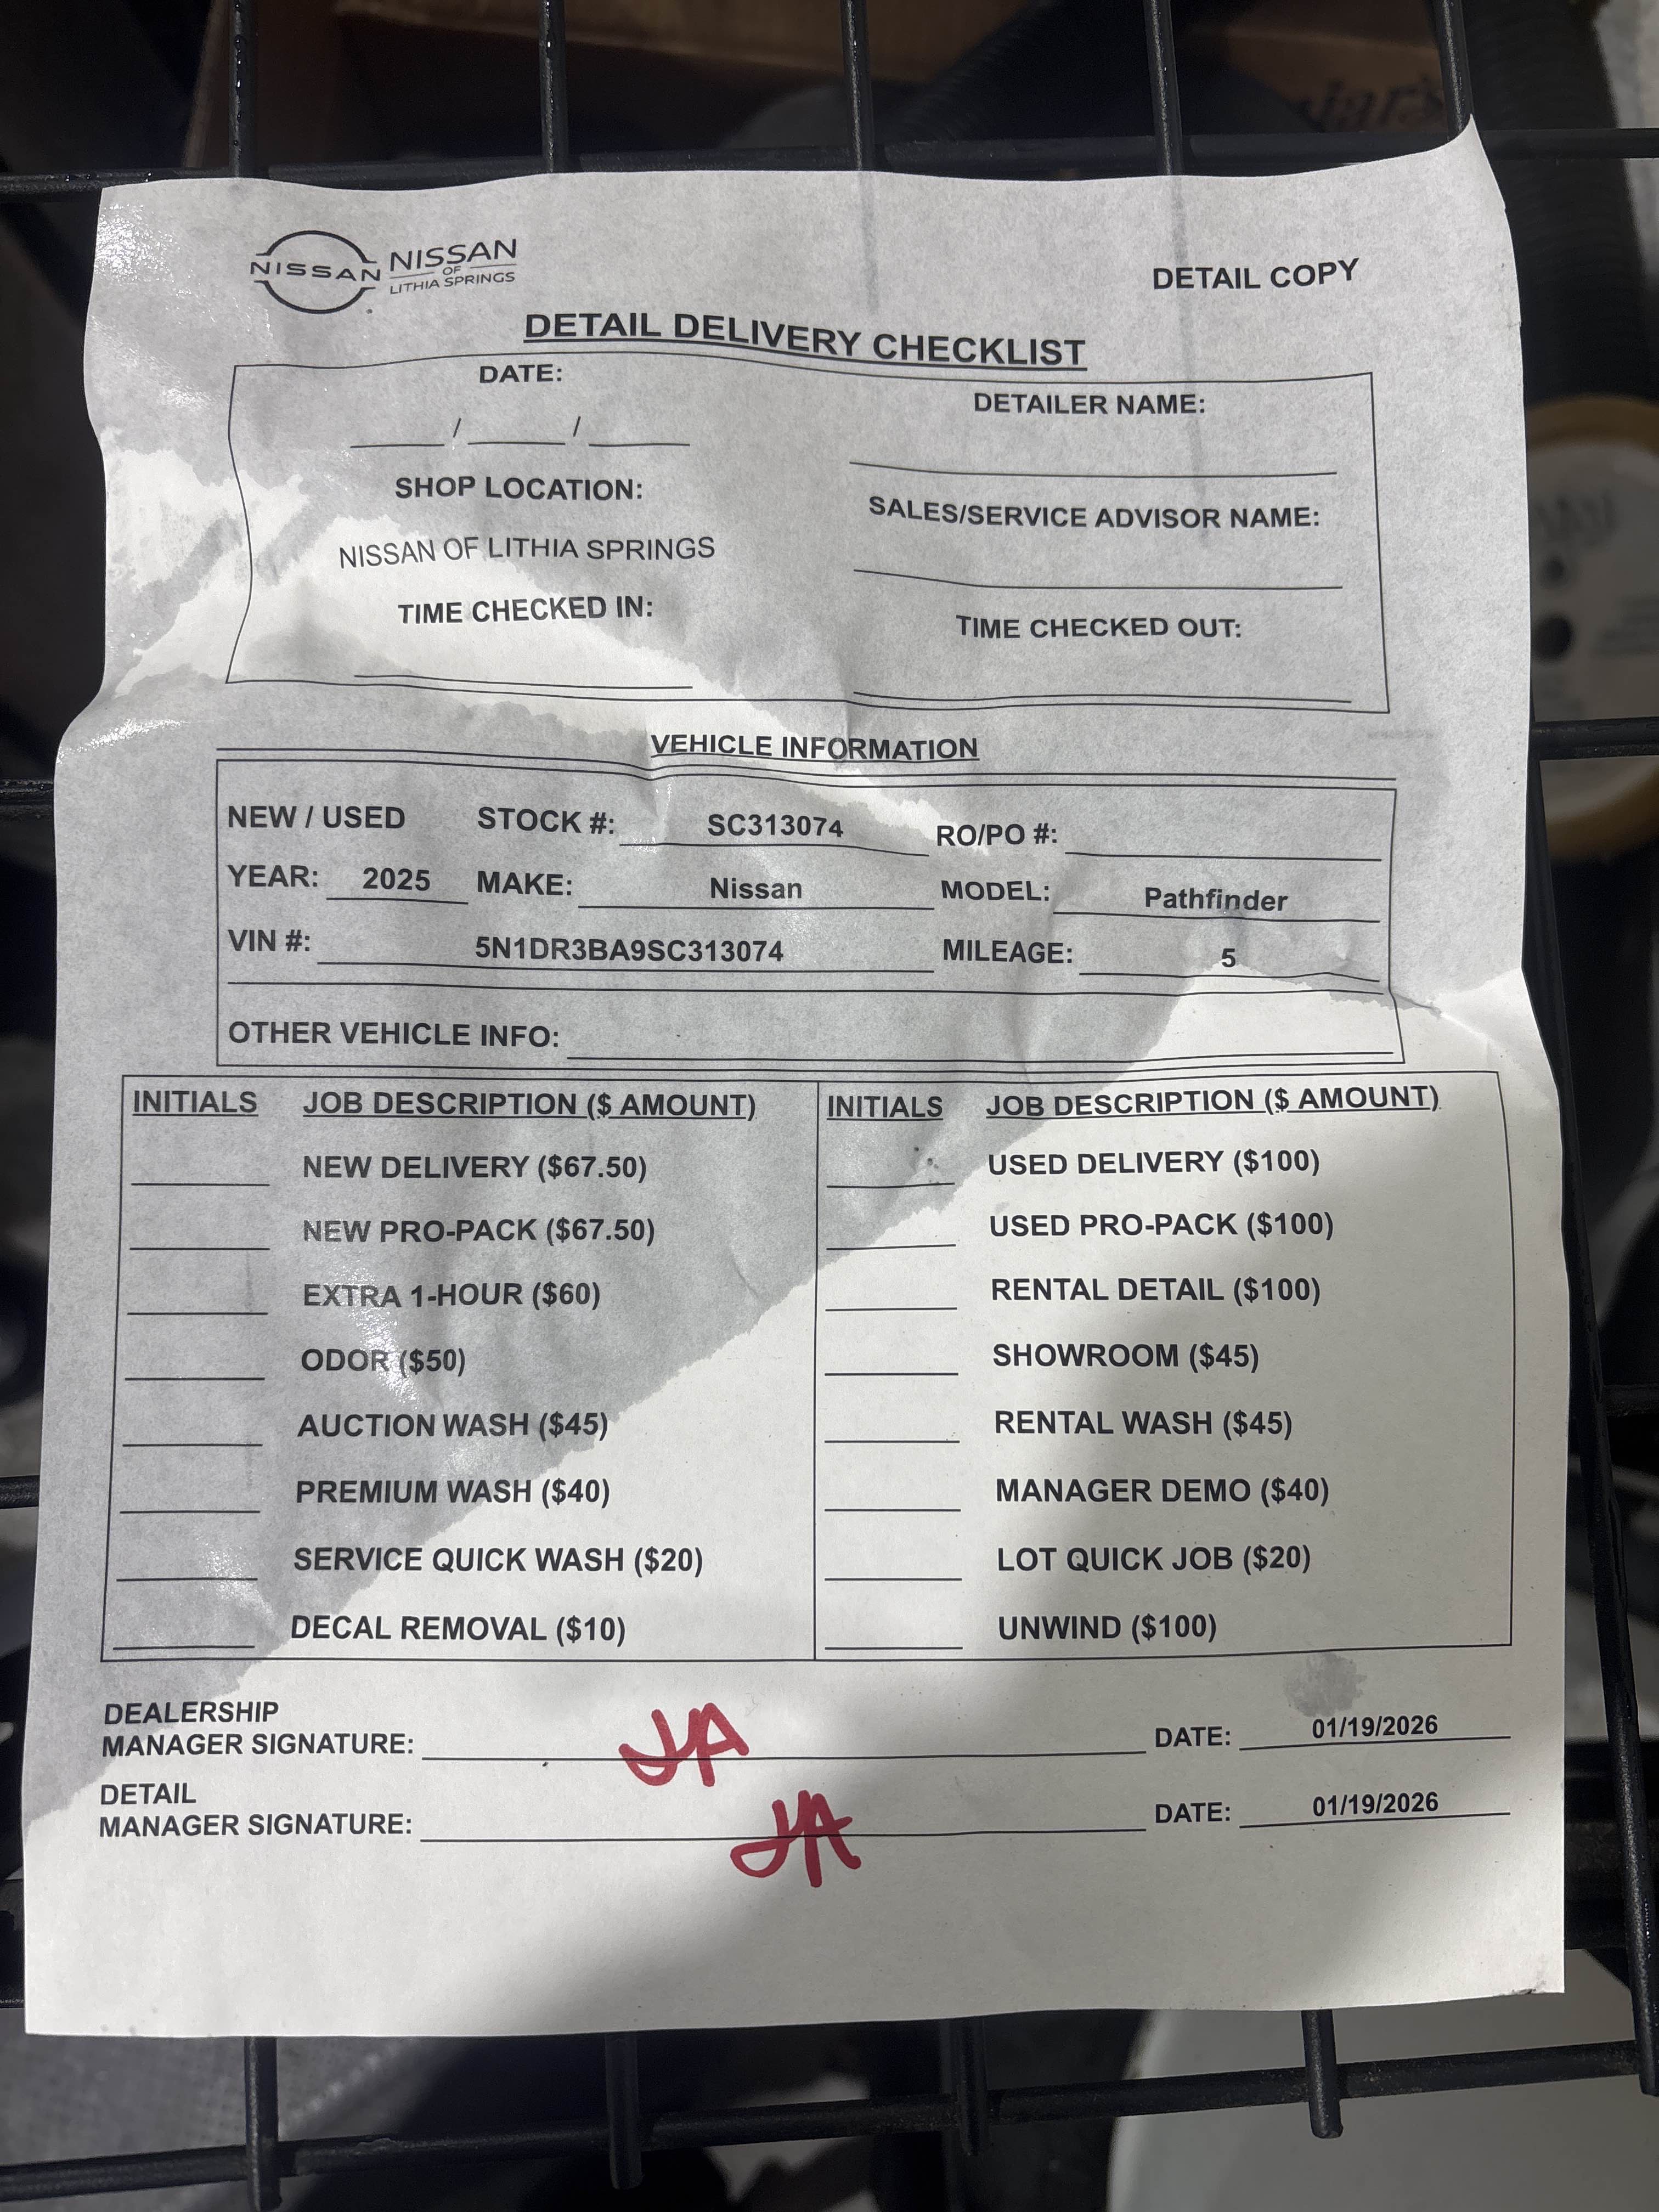 NISSAN NISSAN
OF
LITHIA SPRINGS
DETAIL COPY
DETAIL DELIVERY CHECKLIST
DATE:
____ / ____ / ____
DETAILER NAME:
SHOP LOCATION:
SALES/SERVICE ADVISOR NAME:
NISSAN OF LITHIA SPRINGS
TIME CHECKED IN:
TIME CHECKED OUT:
VEHICLE INFORMATION
NEW / USED STOCK #: SC313074 RO/PO #:
YEAR: 2025 MAKE: Nissan MODEL: Pathfinder
VIN #: 5N1DR3BA9SC313074 MILEAGE: 5
OTHER VEHICLE INFO:
INITIALS JOB DESCRIPTION ($ AMOUNT) INITIALS JOB DESCRIPTION ($ AMOUNT)
NEW DELIVERY ($67.50) USED DELIVERY ($100)
NEW PRO-PACK ($67.50) USED PRO-PACK ($100)
EXTRA 1-HOUR ($60) RENTAL DETAIL ($100)
ODOR ($50) SHOWROOM ($45)
AUCTION WASH ($45) RENTAL WASH ($45)
PREMIUM WASH ($40) MANAGER DEMO ($40)
SERVICE QUICK WASH ($20) LOT QUICK JOB ($20)
DECAL REMOVAL ($10) UNWIND ($100)
DEALERSHIP
MANAGER SIGNATURE: JA DATE: 01/19/2026
DETAIL
MANAGER SIGNATURE: JA DATE: 01/19/2026